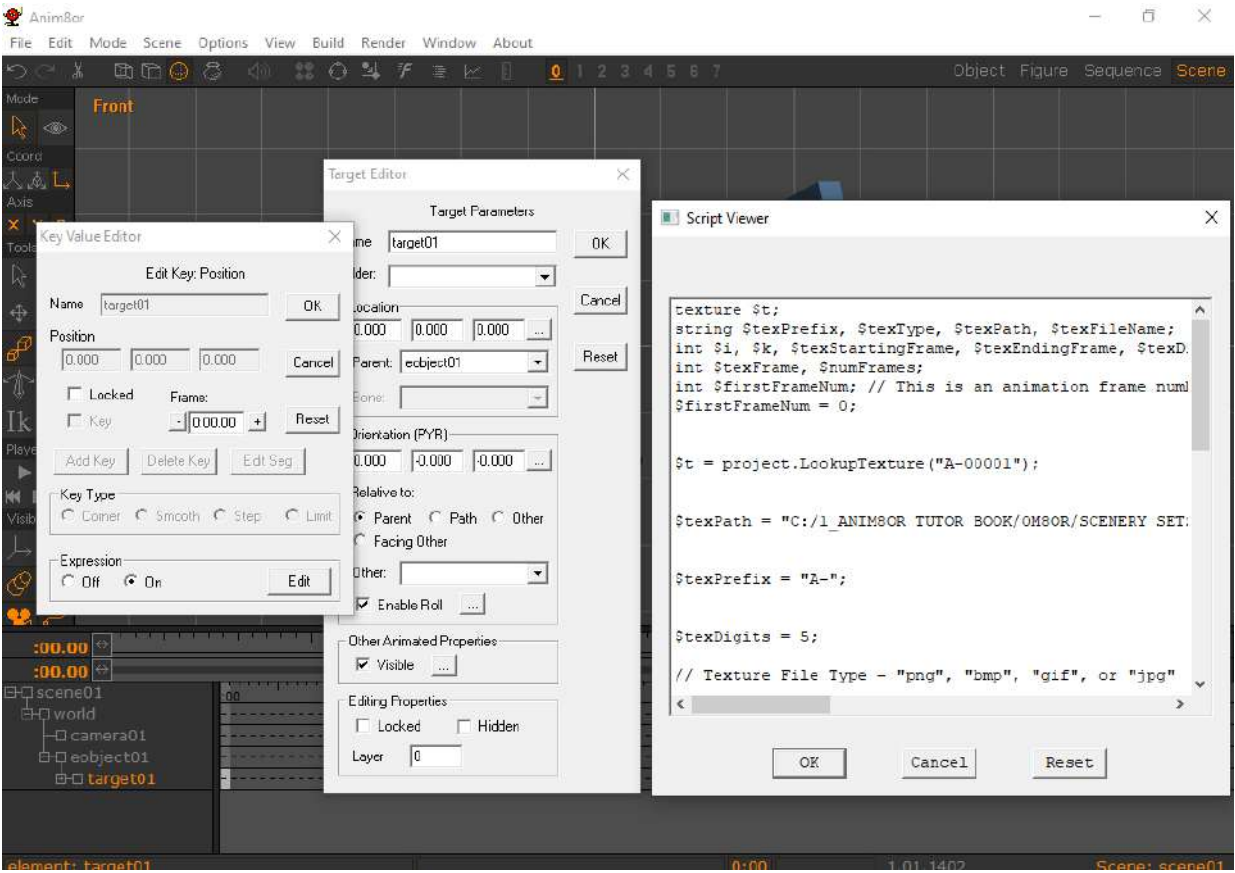 Anim8or
File Edit Mode Scene Options View Build Render Window About
0 1 2 3 4 5 6 7
Object Figure Sequence Scene
Mode
Front
Coord
Axis
Tools
Ik
Key Value Editor
Edit Key: Position
Name target01 OK
Position
0.000 0.000 0.000 Cancel
Locked Frame:
Key - 0:00.00 + Reset
Add Key Delete Key Edit Seg
Key Type
Corner Smooth Step Limit
Expression
Off On Edit
Target Editor
Target Parameters
target01 OK
Cancel
0.000 0.000 0.000 ...
Parent: eobject01 Reset
Orientation (PYR)
0.000 -0.000 -0.000 ...
Relative to:
Parent Path Other
Facing Other
Other:
Enable Roll ...
Other Animated Properties
Visible ...
Editing Properties
Locked Hidden
Layer 0
Script Viewer
texture $t;
string $texPrefix, $texType, $texPath, $texFileName;
int $i, $k, $texStartingFrame, $texEndingFrame, $texD
int $texFrame, $numFrames;
int $firstFrameNum; // This is an animation frame num
$firstFrameNum = 0;
$t = project.LookupTexture("A-00001");
$texPath = "C:/1_ANIM8OR TUTOR BOOK/OM8OR/SCENERY SET
$texPrefix = "A-";
$texDigits = 5;
// Texture File Type - "png", "bmp", "gif", or "jpg"
OK Cancel Reset
:00.00
:00.00
scene01
world
camera01
eobject01
target01
element: target01 0:00 1.01.1402 Scene: scene01